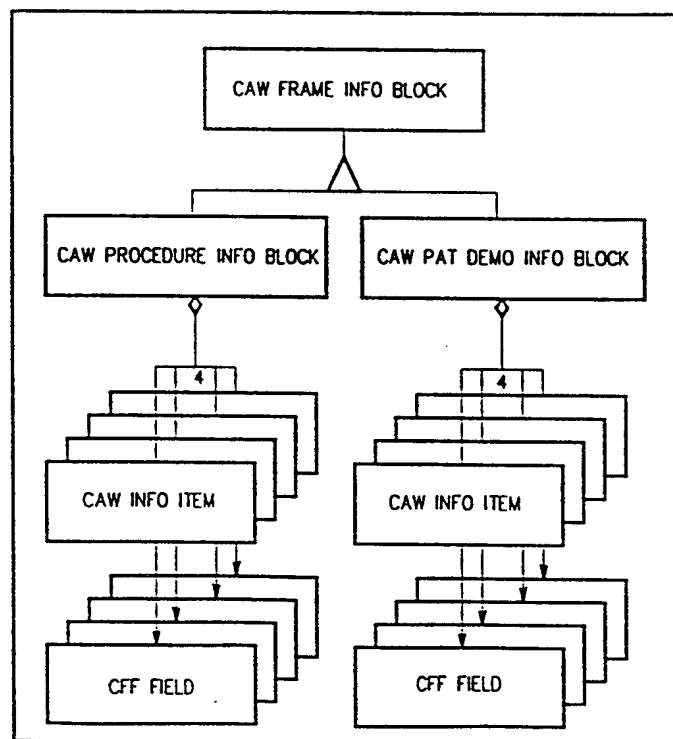 CAW FRAME INFO BLOCK
CAW PROCEDURE INFO BLOCK
CAW PAT DEMO INFO BLOCK
4
4
CAW INFO ITEM
CAW INFO ITEM
CFF FIELD
CFF FIELD